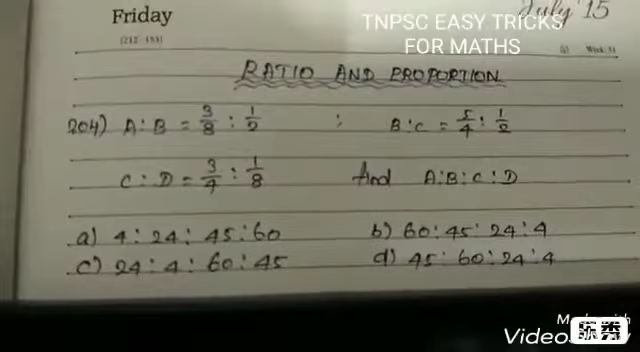 Friday
July '15
TNPSC EASY TRICKS
FOR MATHS
(212-153)
RATIO AND PROPORTION
204) A:B = 3/8 : 1/2 ; B:C = 5/4 : 1/2
C:D = 3/4 : 1/8 And A:B:C:D
a) 4:24:45:60 b) 60:45:24:4
c) 24:4:60:45 d) 45:60:24:4